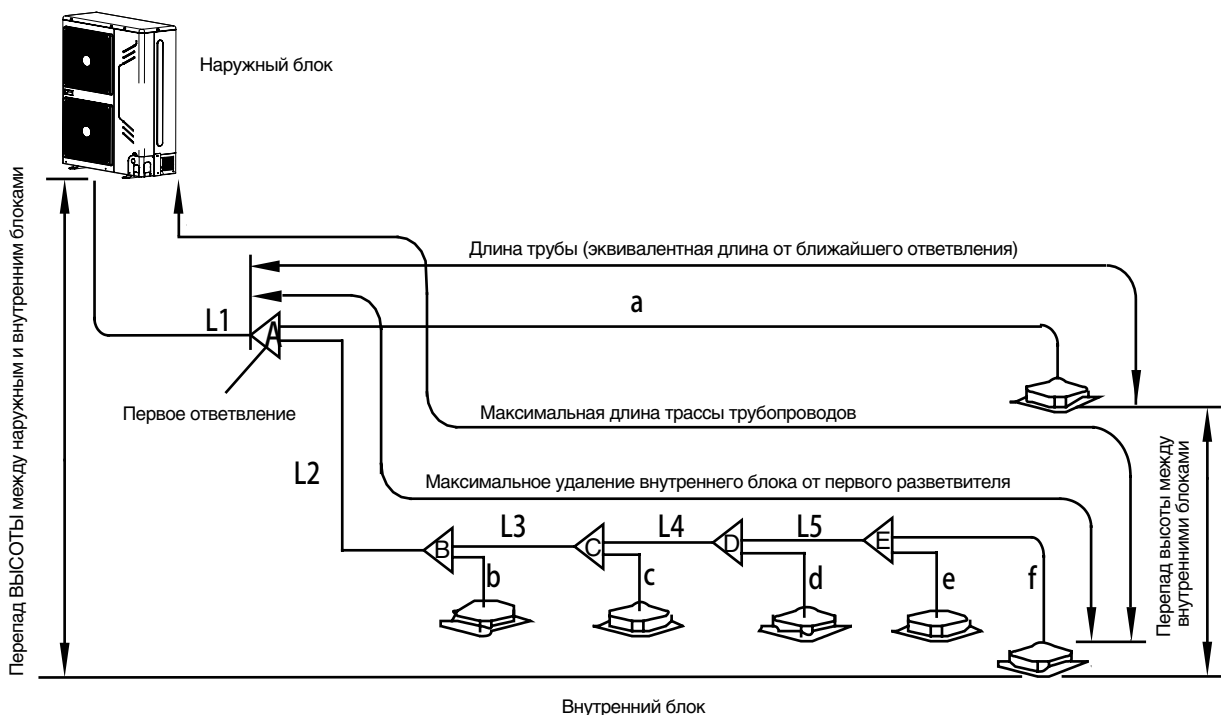 Наружный блок
Перепад ВЫСОТЫ между наружным и внутренним блоками
Длина трубы (эквивалентная длина от ближайшего ответвления)
a
L1
A
Первое ответвление
Максимальная длина трассы трубопроводов
L2
Максимальное удаление внутреннего блока от первого разветвителя
Перепад высоты между
внутренними блоками
L3
L4
L5
B
C
D
E
b
c
d
e
f
Внутренний блок